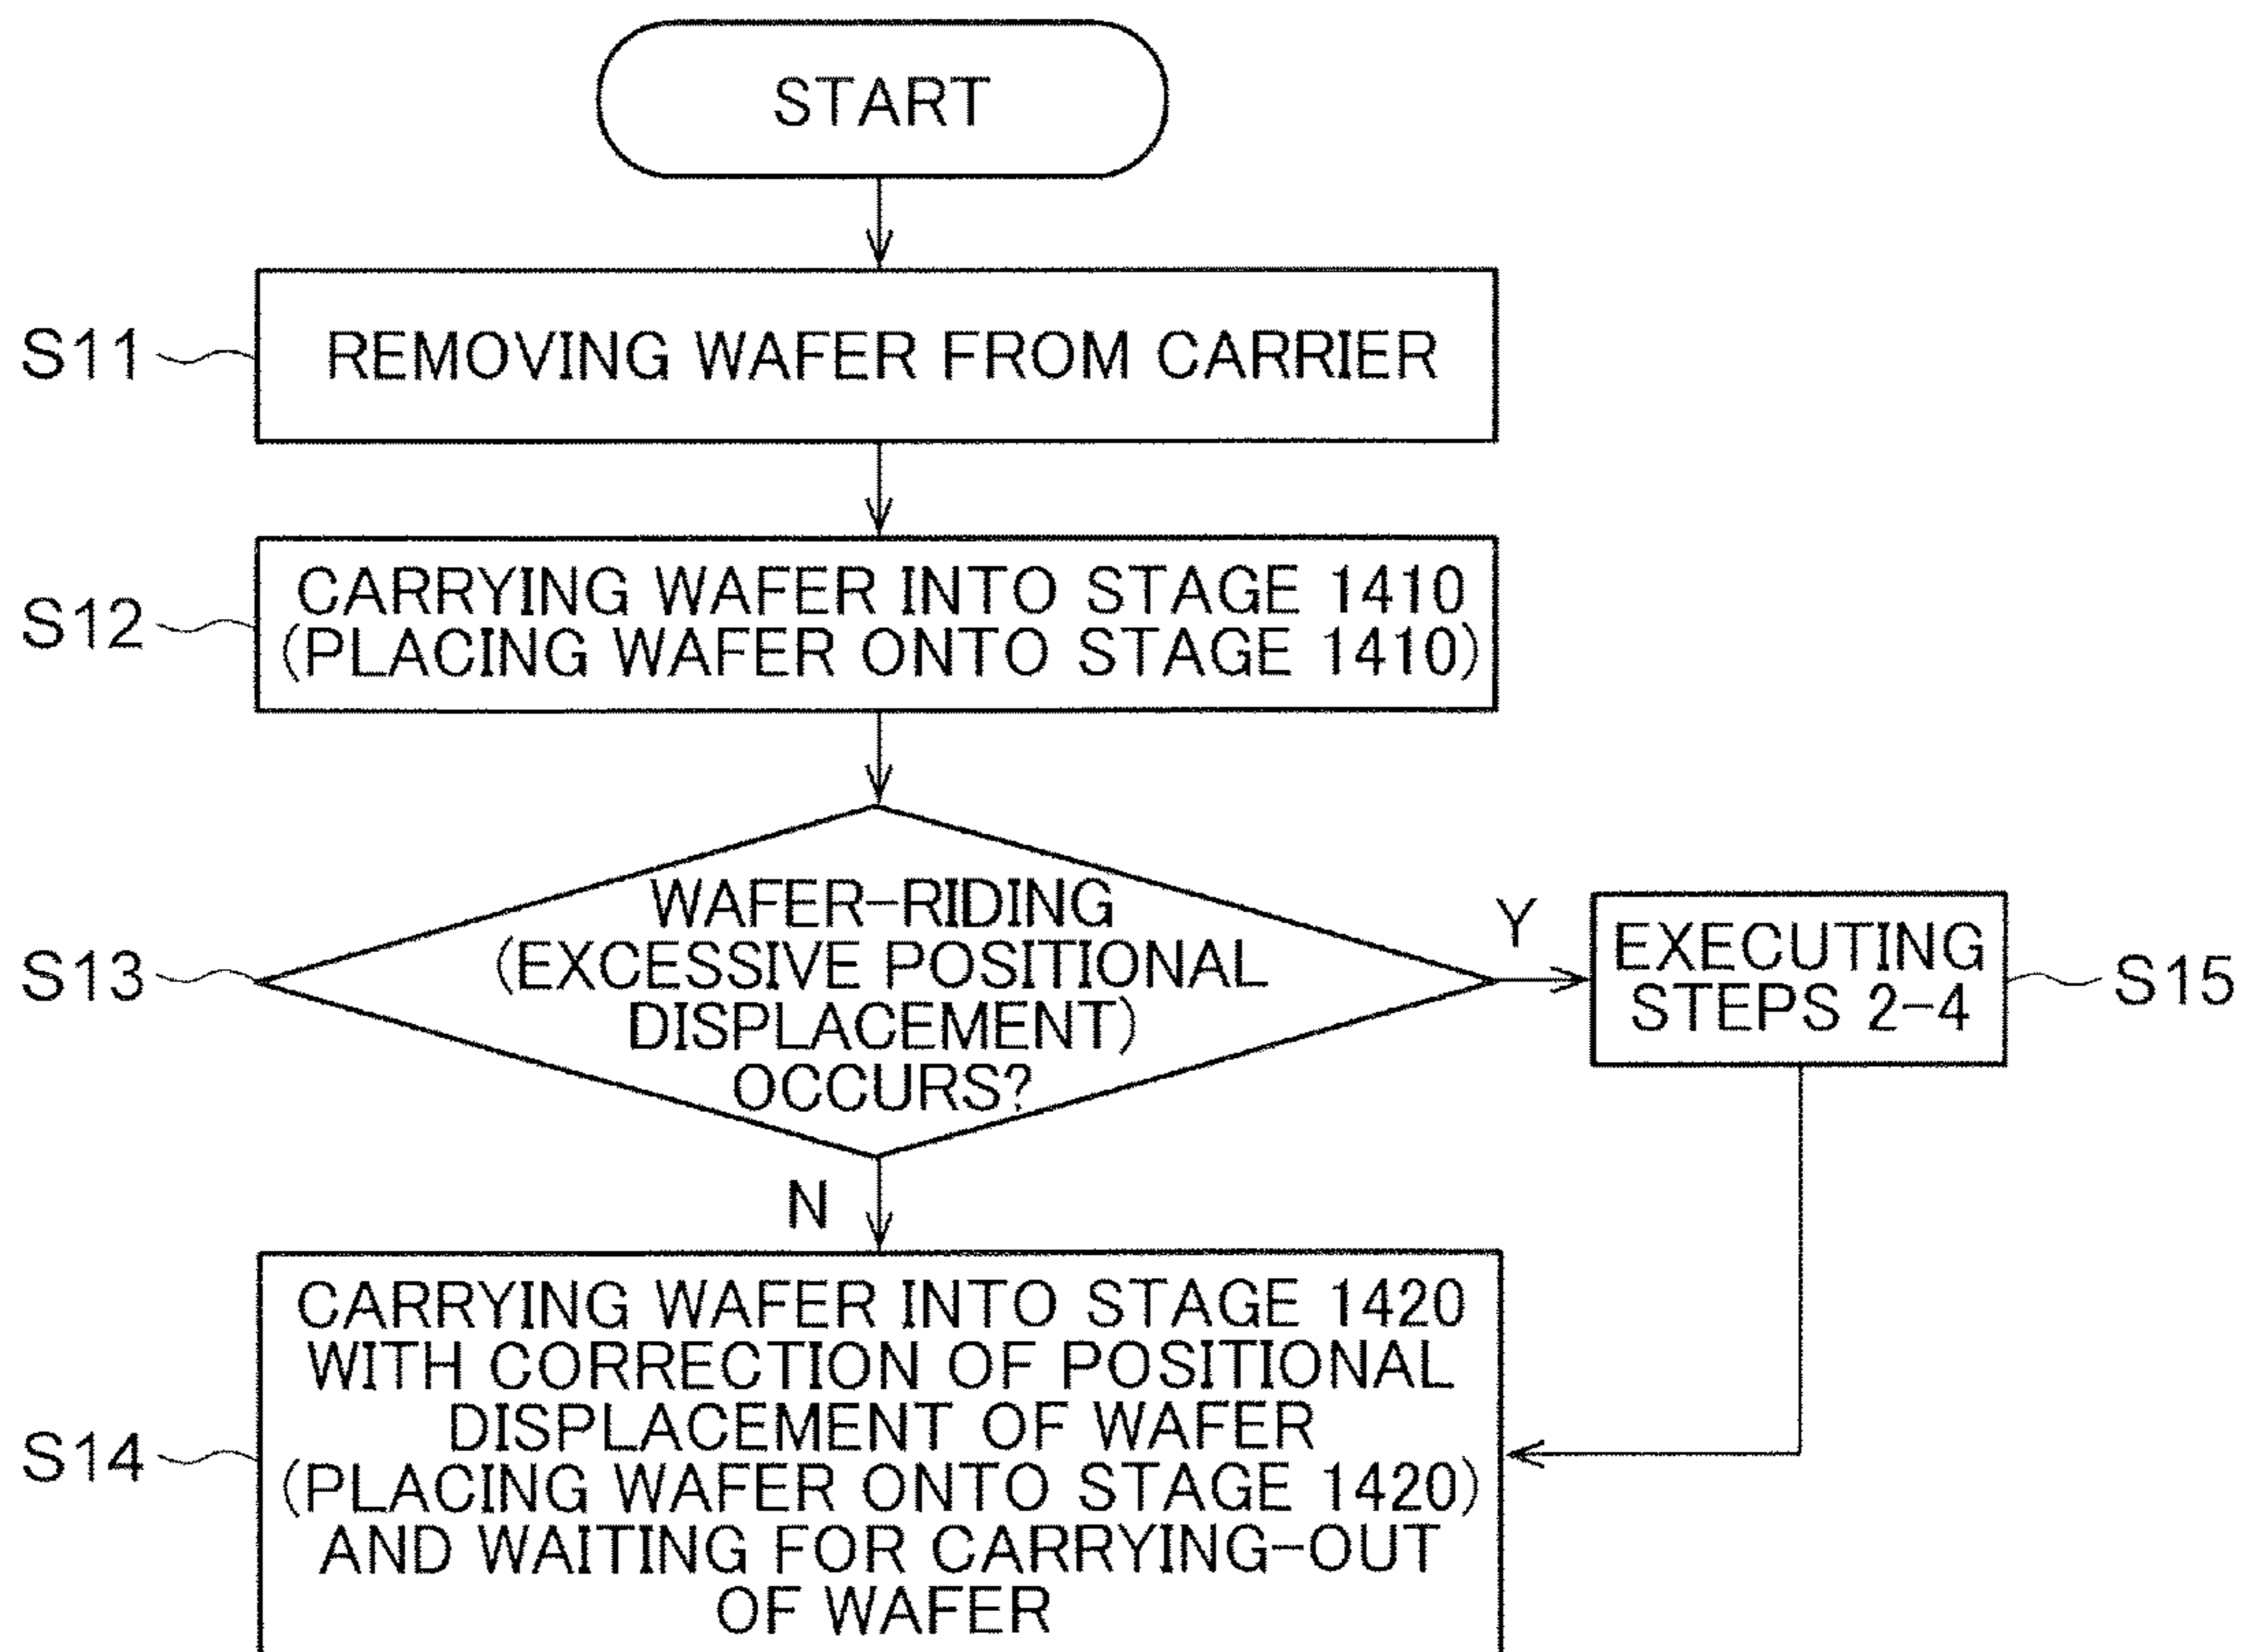 START
S11
REMOVING WAFER FROM CARRIER
S12
CARRYING WAFER INTO STAGE 1410
(PLACING WAFER ONTO STAGE 1410)
S13
WAFER-RIDING
(EXCESSIVE POSITIONAL
DISPLACEMENT)
OCCURS?
Y
EXECUTING
STEPS 2-4
S15
N
S14
CARRYING WAFER INTO STAGE 1420
WITH CORRECTION OF POSITIONAL
DISPLACEMENT OF WAFER
(PLACING WAFER ONTO STAGE 1420)
AND WAITING FOR CARRYING-OUT
OF WAFER